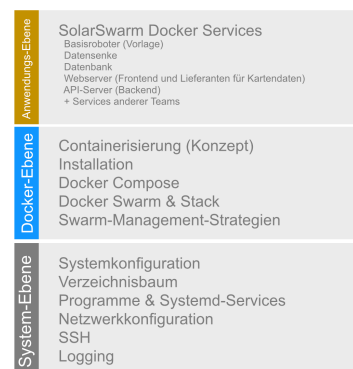 Anwendungs-Ebene
SolarSwarm Docker Services
Basisroboter (Vorlage)
Datensenke
Datenbank
Webserver (Frontend und Lieferanten für Kartendaten)
API-Server (Backend)
+ Services anderer Teams
Docker-Ebene
Containerisierung (Konzept)
Installation
Docker Compose
Docker Swarm & Stack
Swarm-Management-Strategien
System-Ebene
Systemkonfiguration
Verzeichnisbaum
Programme & Systemd-Services
Netzwerkkonfiguration
SSH
Logging